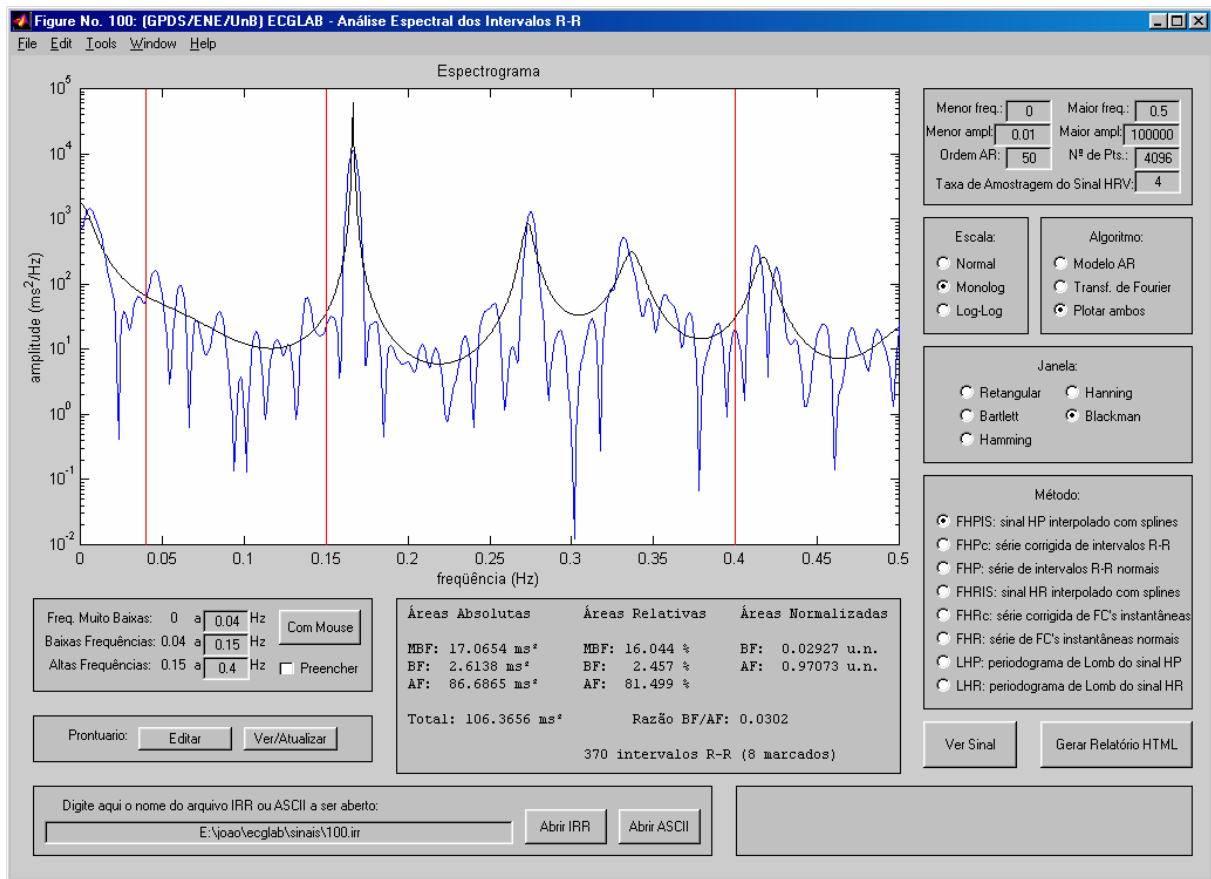 Figure No. 100: (GPDS/ENE/UnB) ECGLAB - Análise Espectral dos Intervalos R-R
File Edit Tools Window Help
Espectrograma
10^5
10^4
10^3
10^2
10^1
10^0
10^-1
10^-2
amplitude (ms^2/Hz)
0 0.05 0.1 0.15 0.2 0.25 0.3 0.35 0.4 0.45 0.5
freqüência (Hz)
Menor freq.: 0 Maior freq.: 0.5
Menor ampl: 0.01 Maior ampl: 100000
Ordem AR: 50 Nº de Pts.: 4096
Taxa de Amostragem do Sinal HRV: 4
Escala:
Normal
Monolog
Log-Log
Algoritmo:
Modelo AR
Transf. de Fourier
Plotar ambos
Janela:
Retangular Hanning
Bartlett Blackman
Hamming
Método:
FHPIS: sinal HP interpolado com splines
FHPc: série corrigida de intervalos R-R
FHP: série de intervalos R-R normais
FHRIS: sinal HR interpolado com splines
FHRc: série corrigida de FC's instantâneas
FHR: série de FC's instantâneas normais
LHP: periodograma de Lomb do sinal HP
LHR: periodograma de Lomb do sinal HR
Freq. Muito Baixas: 0 a 0.04 Hz
Baixas Frequências: 0.04 a 0.15 Hz
Altas Frequências: 0.15 a 0.4 Hz
Com Mouse
Preencher
Áreas Absolutas Áreas Relativas Áreas Normalizadas
MBF: 17.0654 ms² MBF: 16.044 % BF: 0.02927 u.n.
BF: 2.6138 ms² BF: 2.457 % AF: 0.97073 u.n.
AF: 86.6865 ms² AF: 81.499 %
Total: 106.3656 ms² Razão BF/AF: 0.0302
370 intervalos R-R (8 marcados)
Prontuario: Editar Ver/Atualizar
Ver Sinal Gerar Relatório HTML
Digite aqui o nome do arquivo IRR ou ASCII a ser aberto:
E:\joao\ecglab\sinais\100.irr Abrir IRR Abrir ASCII